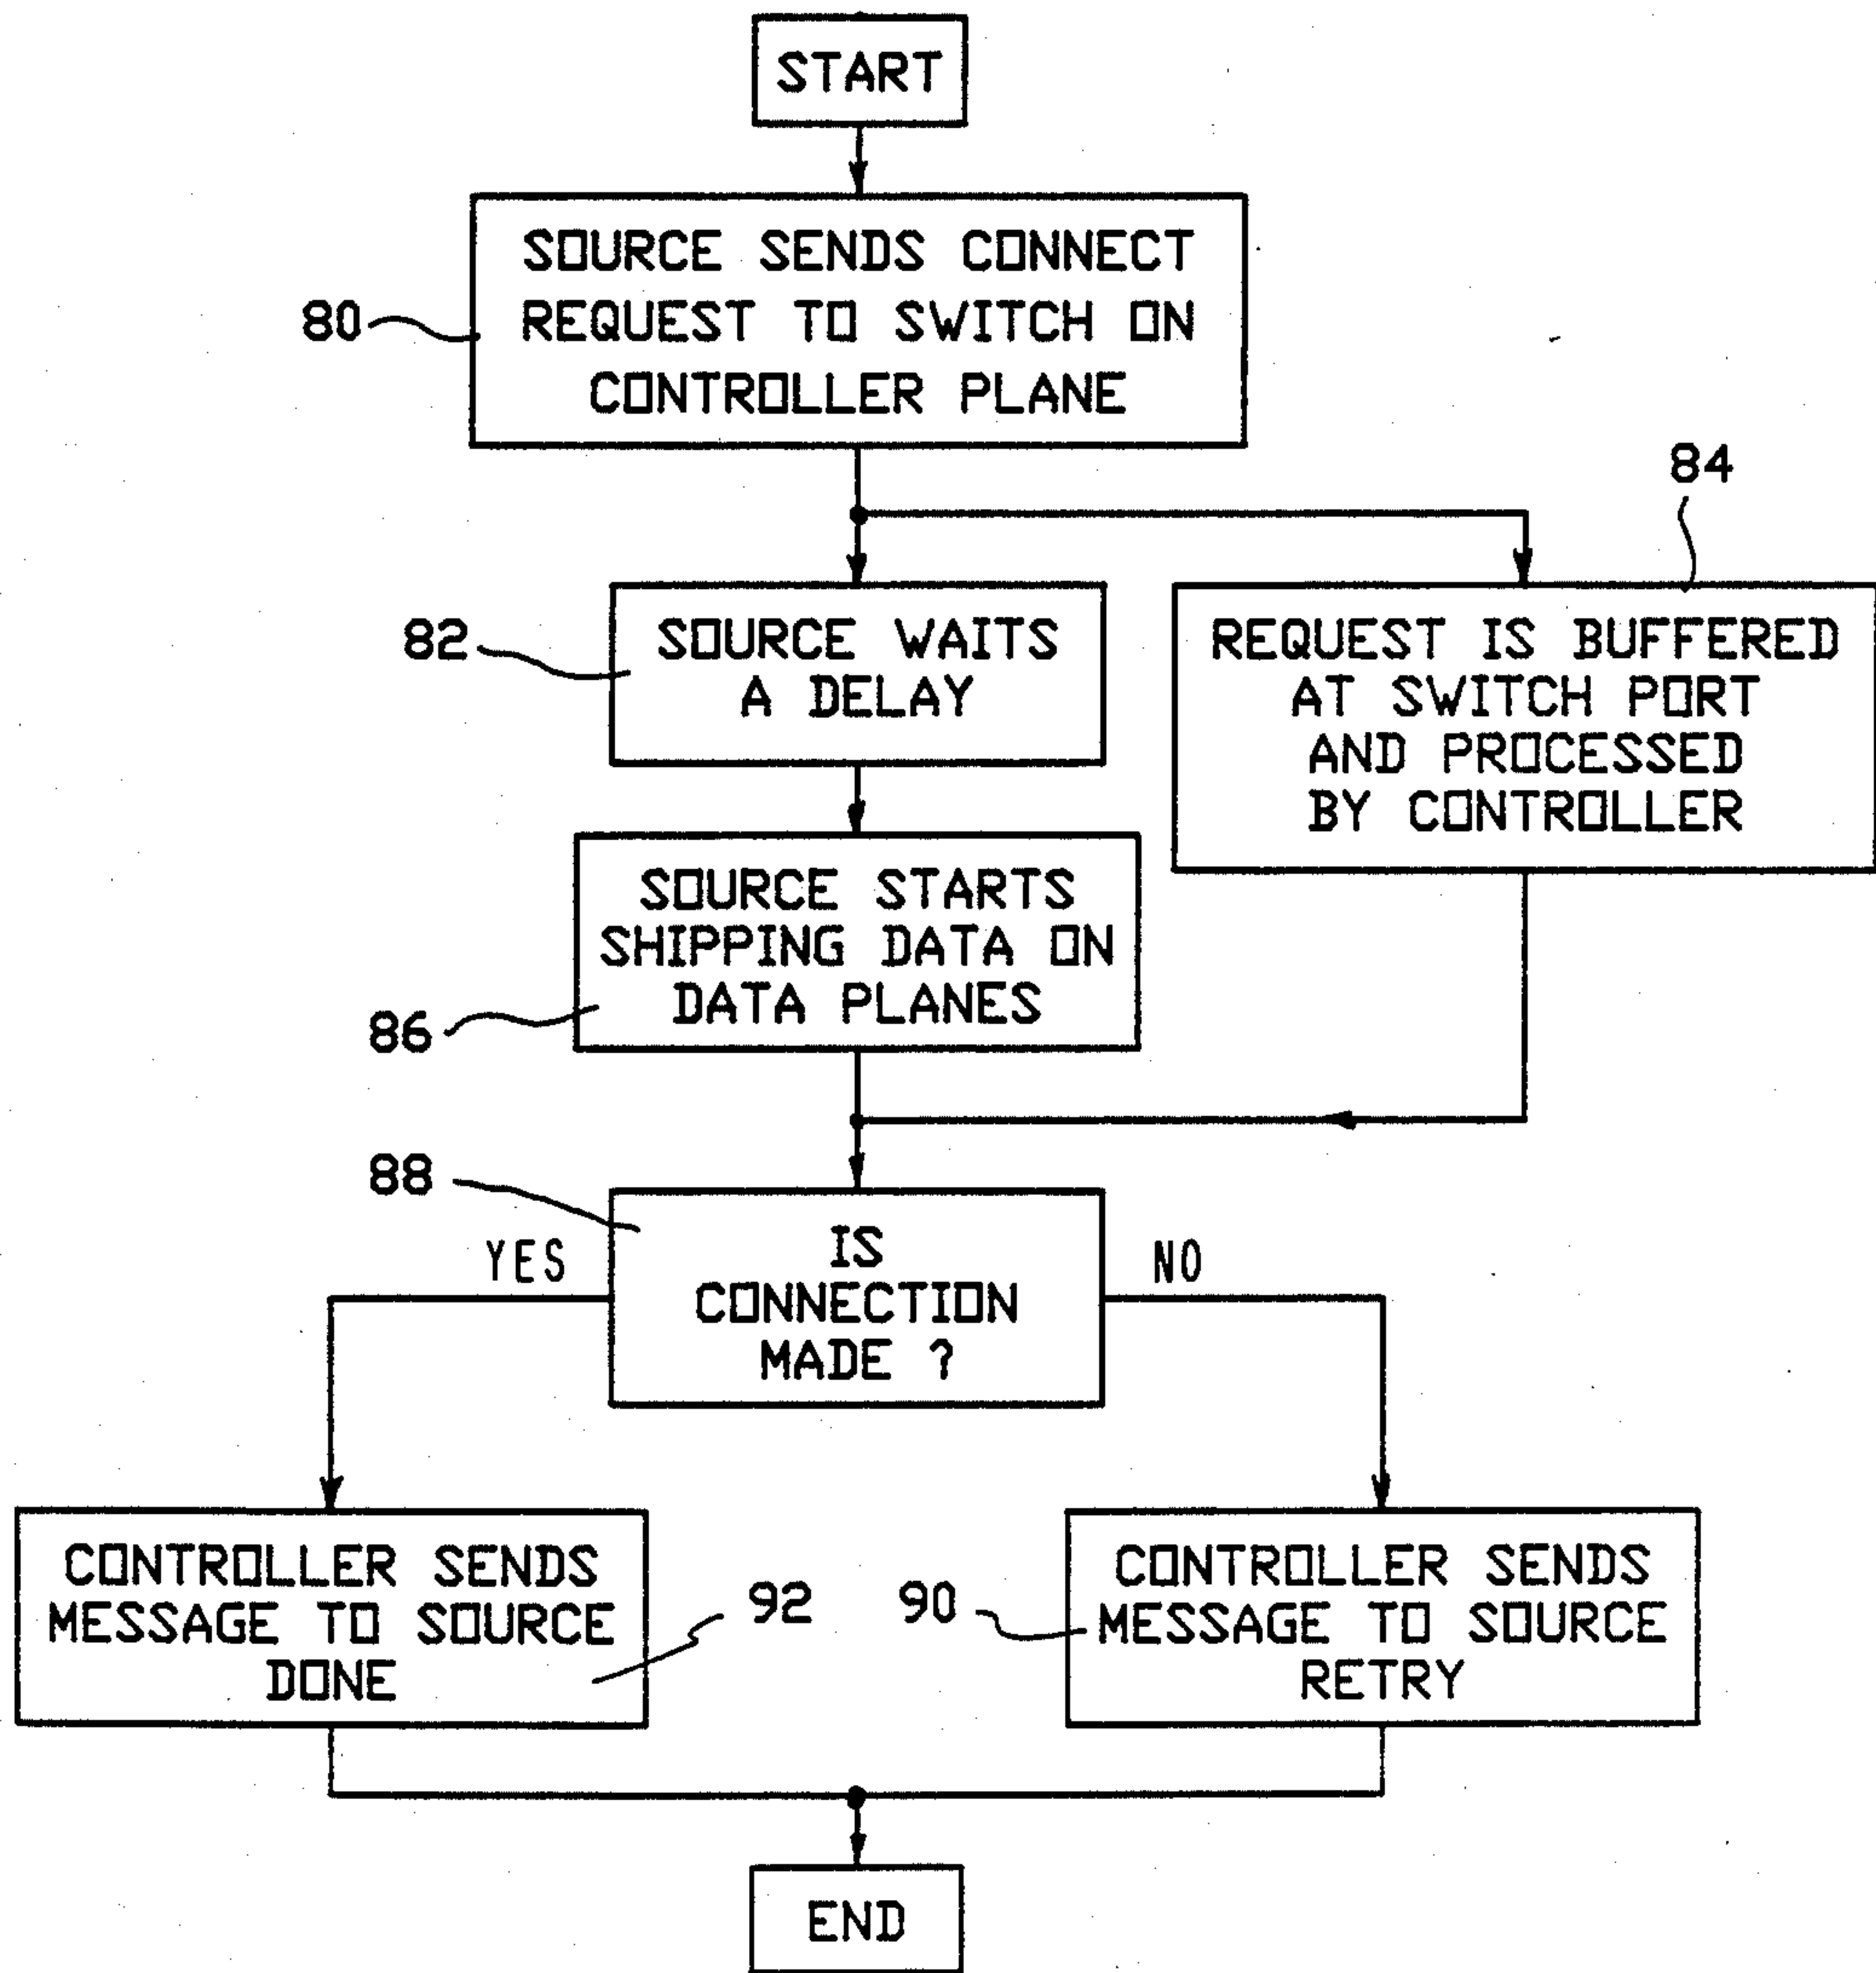 START
SOURCE SENDS CONNECT
REQUEST TO SWITCH ON
CONTROLLER PLANE
80
84
SOURCE WAITS
A DELAY
82
REQUEST IS BUFFERED
AT SWITCH PORT
AND PROCESSED
BY CONTROLLER
SOURCE STARTS
SHIPPING DATA ON
DATA PLANES
86
88
YES
IS
CONNECTION
MADE ?
NO
CONTROLLER SENDS
MESSAGE TO SOURCE
DONE
92
90
CONTROLLER SENDS
MESSAGE TO SOURCE
RETRY
END